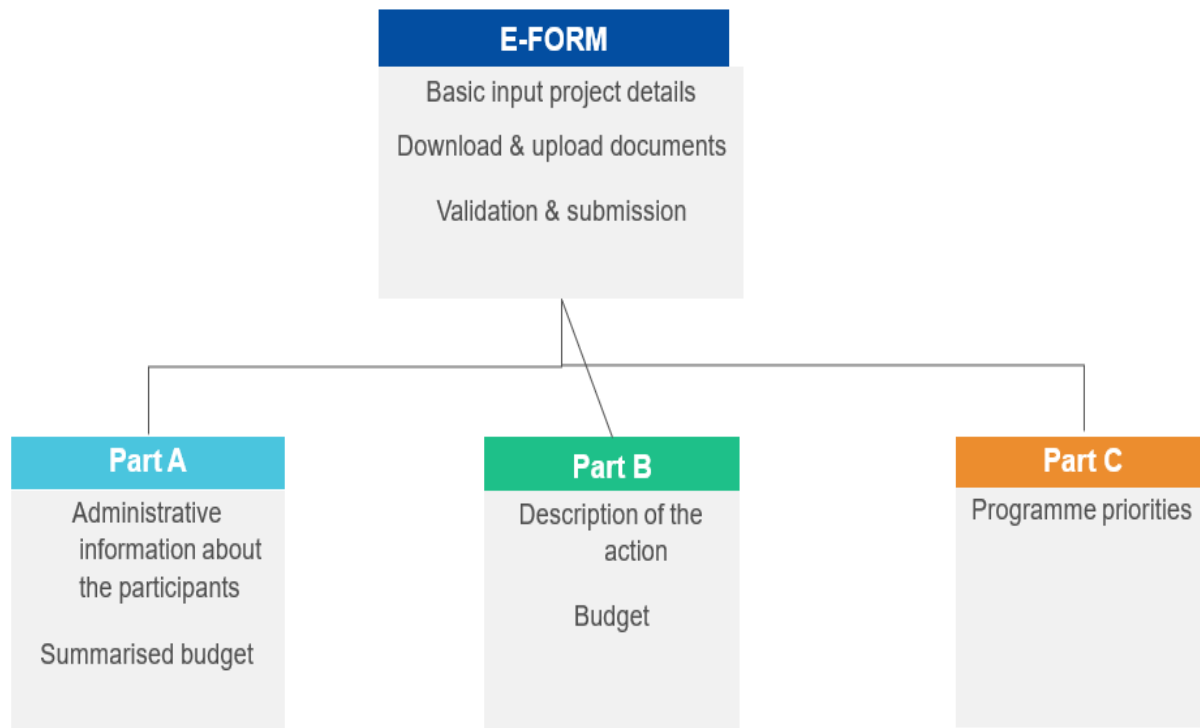 E-FORM
Basic input project details
Download & upload documents
Validation & submission
Part A
Administrative
information about
the participants
Summarised budget
Part B
Description of the
action
Budget
Part C
Programme priorities